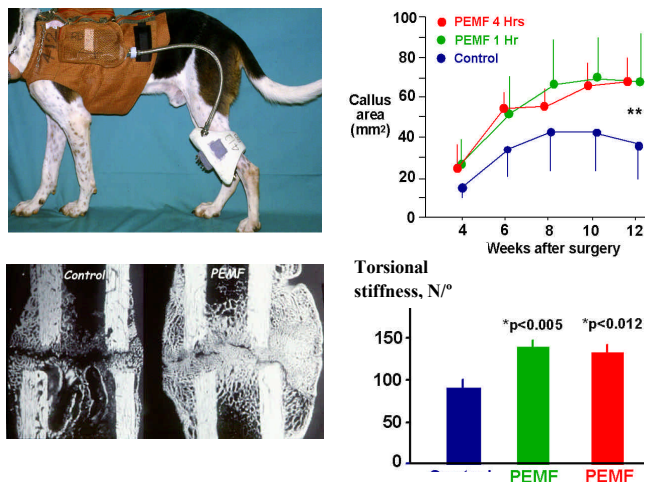 100
80
60
40
20
0
Callus
area
(mm2)
PEMF 4 Hrs
PEMF 1 Hr
Control
**
4 6 8 10 12
Weeks after surgery
Control
PEMF
Torsional
stiffness, N/º
150
100
50
0
*p<0.005
*p<0.012
PEMF
PEMF